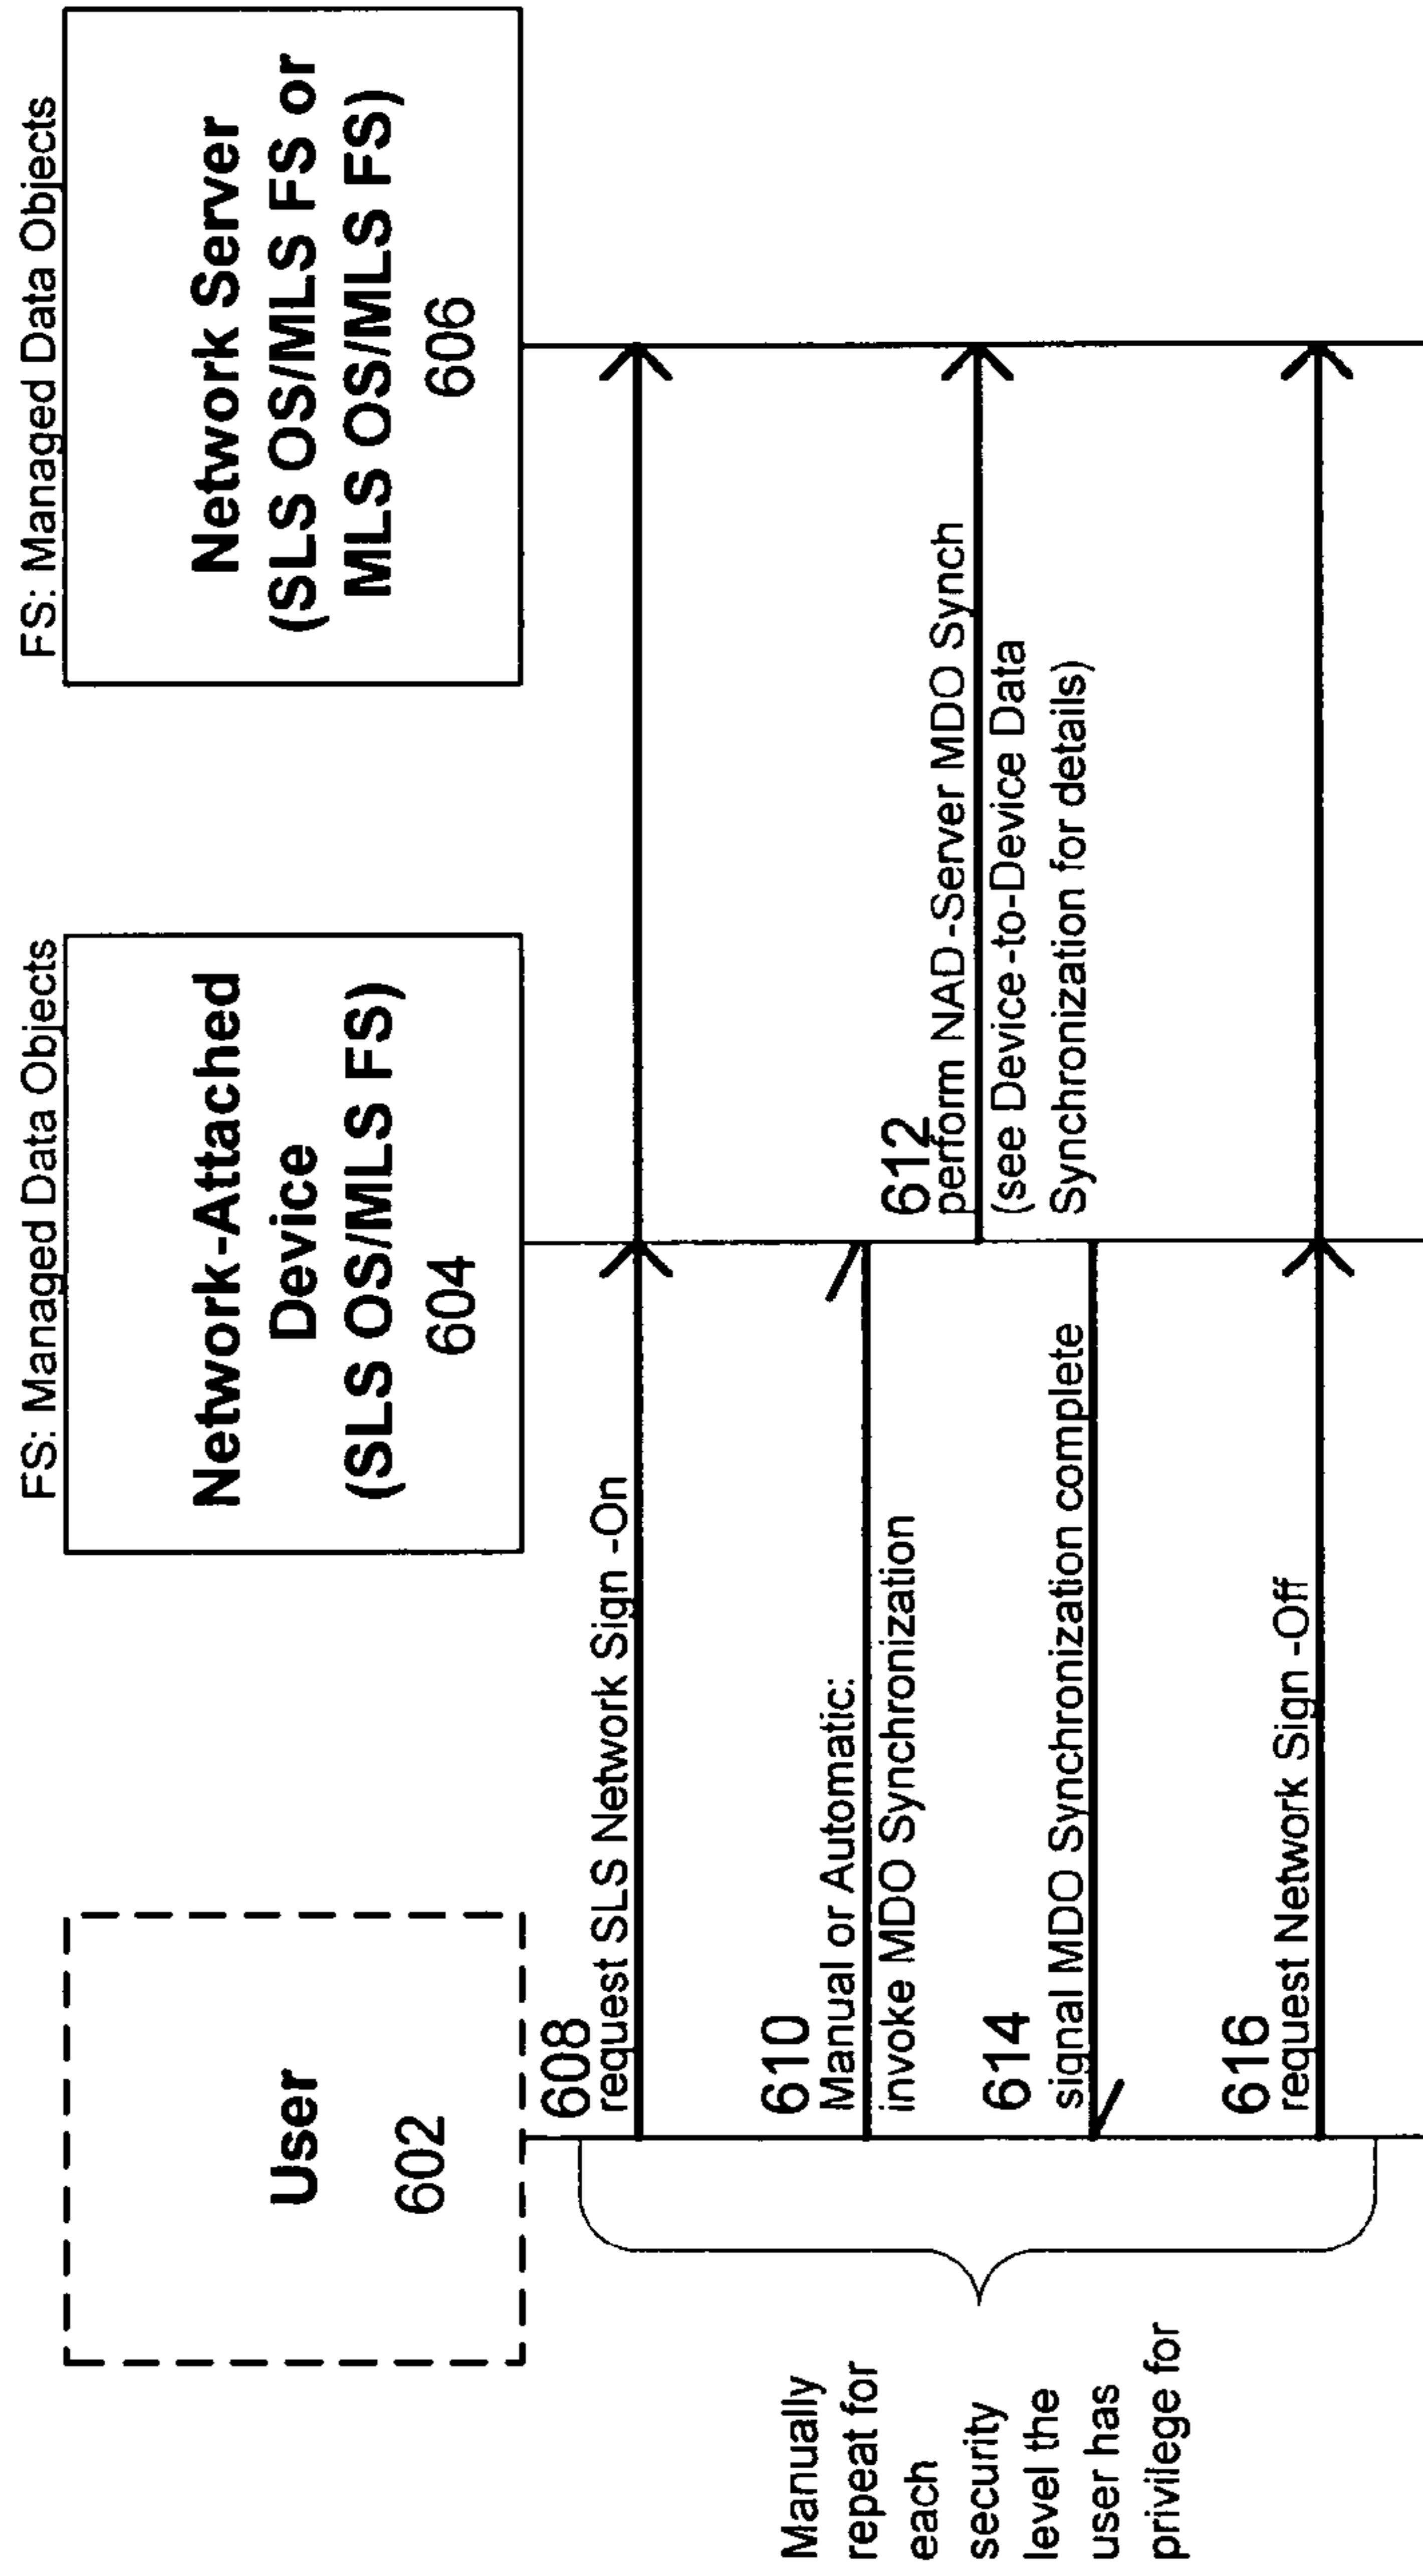 FS: Managed Data Objects
FS: Managed Data Objects
User
602
Network-Attached
Device
(SLS OS/MLS FS)
604
Network Server
(SLS OS/MLS FS or
MLS OS/MLS FS)
606
608
request SLS Network Sign -On
610
Manual or Automatic:
invoke MDO Synchronization
612
perform NAD -Server MDO Synch
(see Device -to-Device Data
Synchronization for details)
614
signal MDO Synchronization complete
616
request Network Sign -Off
Manually
repeat for
each
security
level the
user has
privilege for